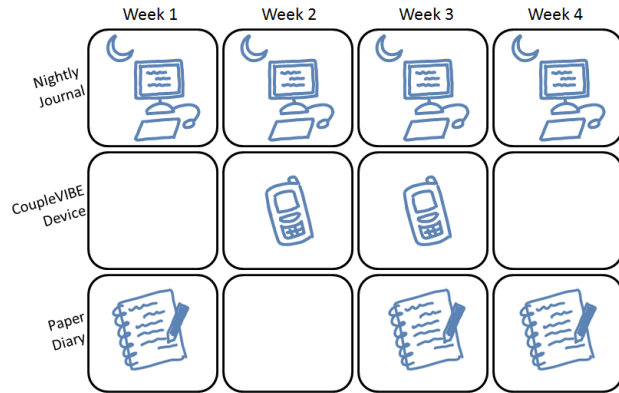 Week 1 Week 2 Week 3 Week 4
Nightly
Journal
CoupleVIBE
Device
Paper
Diary